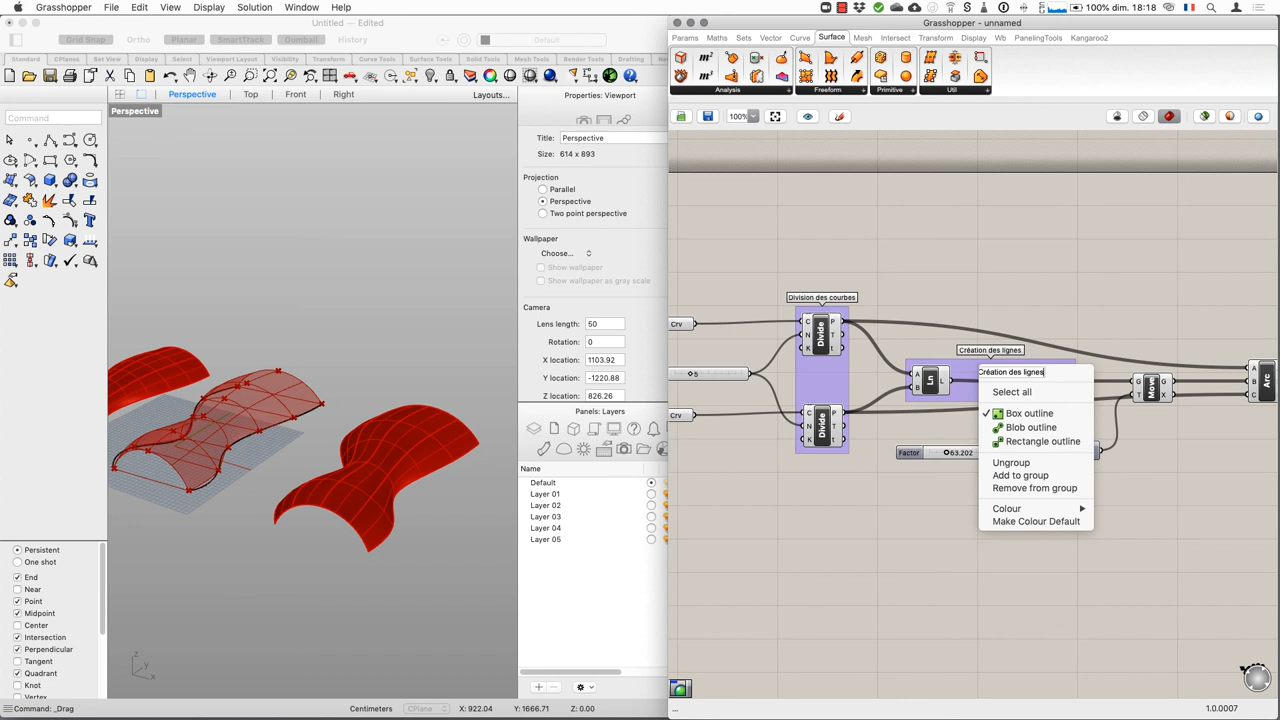 File Edit View Display Selection Window Help
100% dim. 18:18
Untitled — Edited
Grid Snap Ortho Planar SmartTrack Gumball History Default
Standard CPlanes Set View Display Select Viewport Layout Visibility Transform Curve Tools Surface Tools Solid Tools Mesh Tools Render Tools Drafting
Perspective Top Front Right Layouts...
Perspective
Command
Properties: Viewport
Title: Perspective
Size: 614 x 893
Projection
Parallel
Perspective
Two point perspective
Wallpaper
Choose...
Show wallpaper
Show wallpaper as gray scale
Camera
Lens length: 50
Rotation: 0
X location: 1103.92
Y location: -1220.88
Z location: 826.26
Panels: Layers
Name
Default
Layer 01
Layer 02
Layer 03
Layer 04
Layer 05
z
y
x
Persistent
One shot
End
Near
Point
Midpoint
Center
Intersection
Perpendicular
Tangent
Quadrant
Knot
Vertex
Command: _Drag
Centimeters CPlane X: 922.04 Y: 1666.71 Z: 0.00
Grasshopper - unnamed
Params Maths Sets Vector Curve Surface Mesh Intersect Transform Display Wb PanelingTools Kangaroo2
m² m³
Analysis Freeform Primitive Util
100%
Division des courbes
Crv
C N K Divide P T t
5
Crv
C N K Divide P T t
Création des lignes
A B Ln L
Factor 63.202
G T Move G X
A B C Arc
Création des lignes
Select all
Box outline
Blob outline
Rectangle outline
Ungroup
Add to group
Remove from group
Colour
Make Colour Default
... 1.0.0007